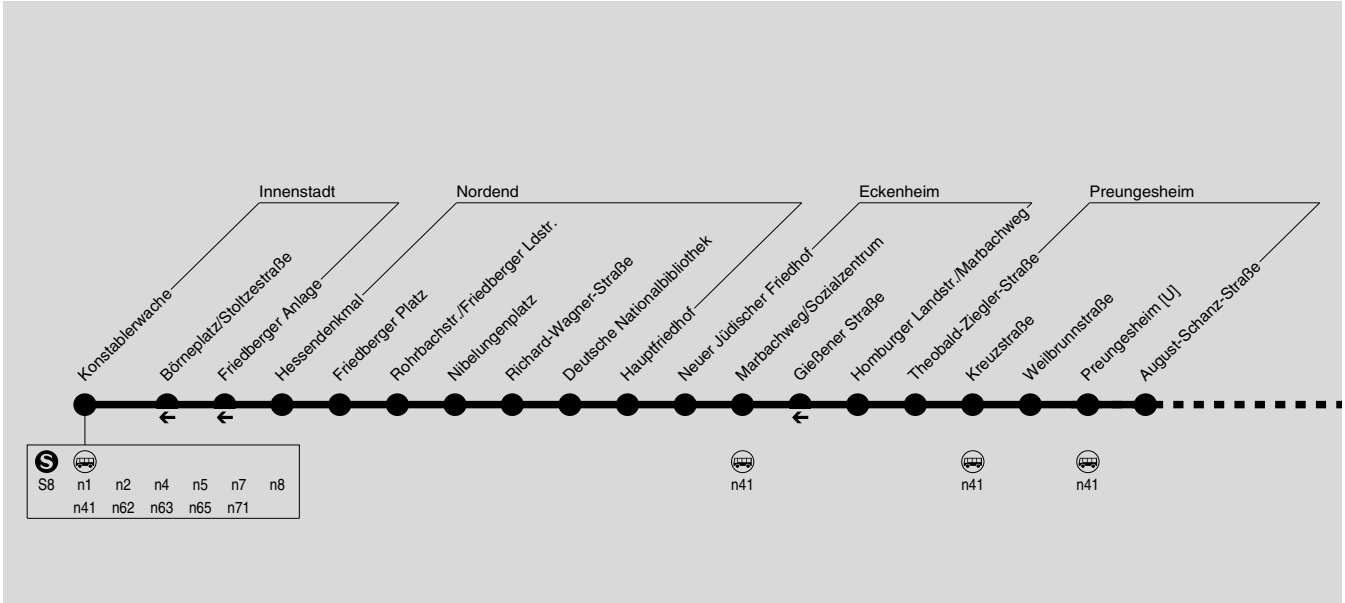 Innenstadt
Nordend
Eckenheim
Preungesheim
Konstablerwache
Börneplatz/Stoltzestraße
Friedberger Anlage
Hessendenkmal
Friedberger Platz
Rohrbachstr./Friedberger Ldstr.
Nibelungenplatz
Richard-Wagner-Straße
Deutsche Nationalbibliothek
Hauptfriedhof
Neuer Jüdischer Friedhof
Marbachweg/Sozialzentrum
Gießener Straße
Homburger Landstr./Marbachweg
Theobald-Ziegler-Straße
Kreuzstraße
Weilbrunnstraße
Preungesheim [U]
August-Schanz-Straße
S
S8 n1 n2 n4 n5 n7 n8
n41 n62 n63 n65 n71
n41
n41
n41